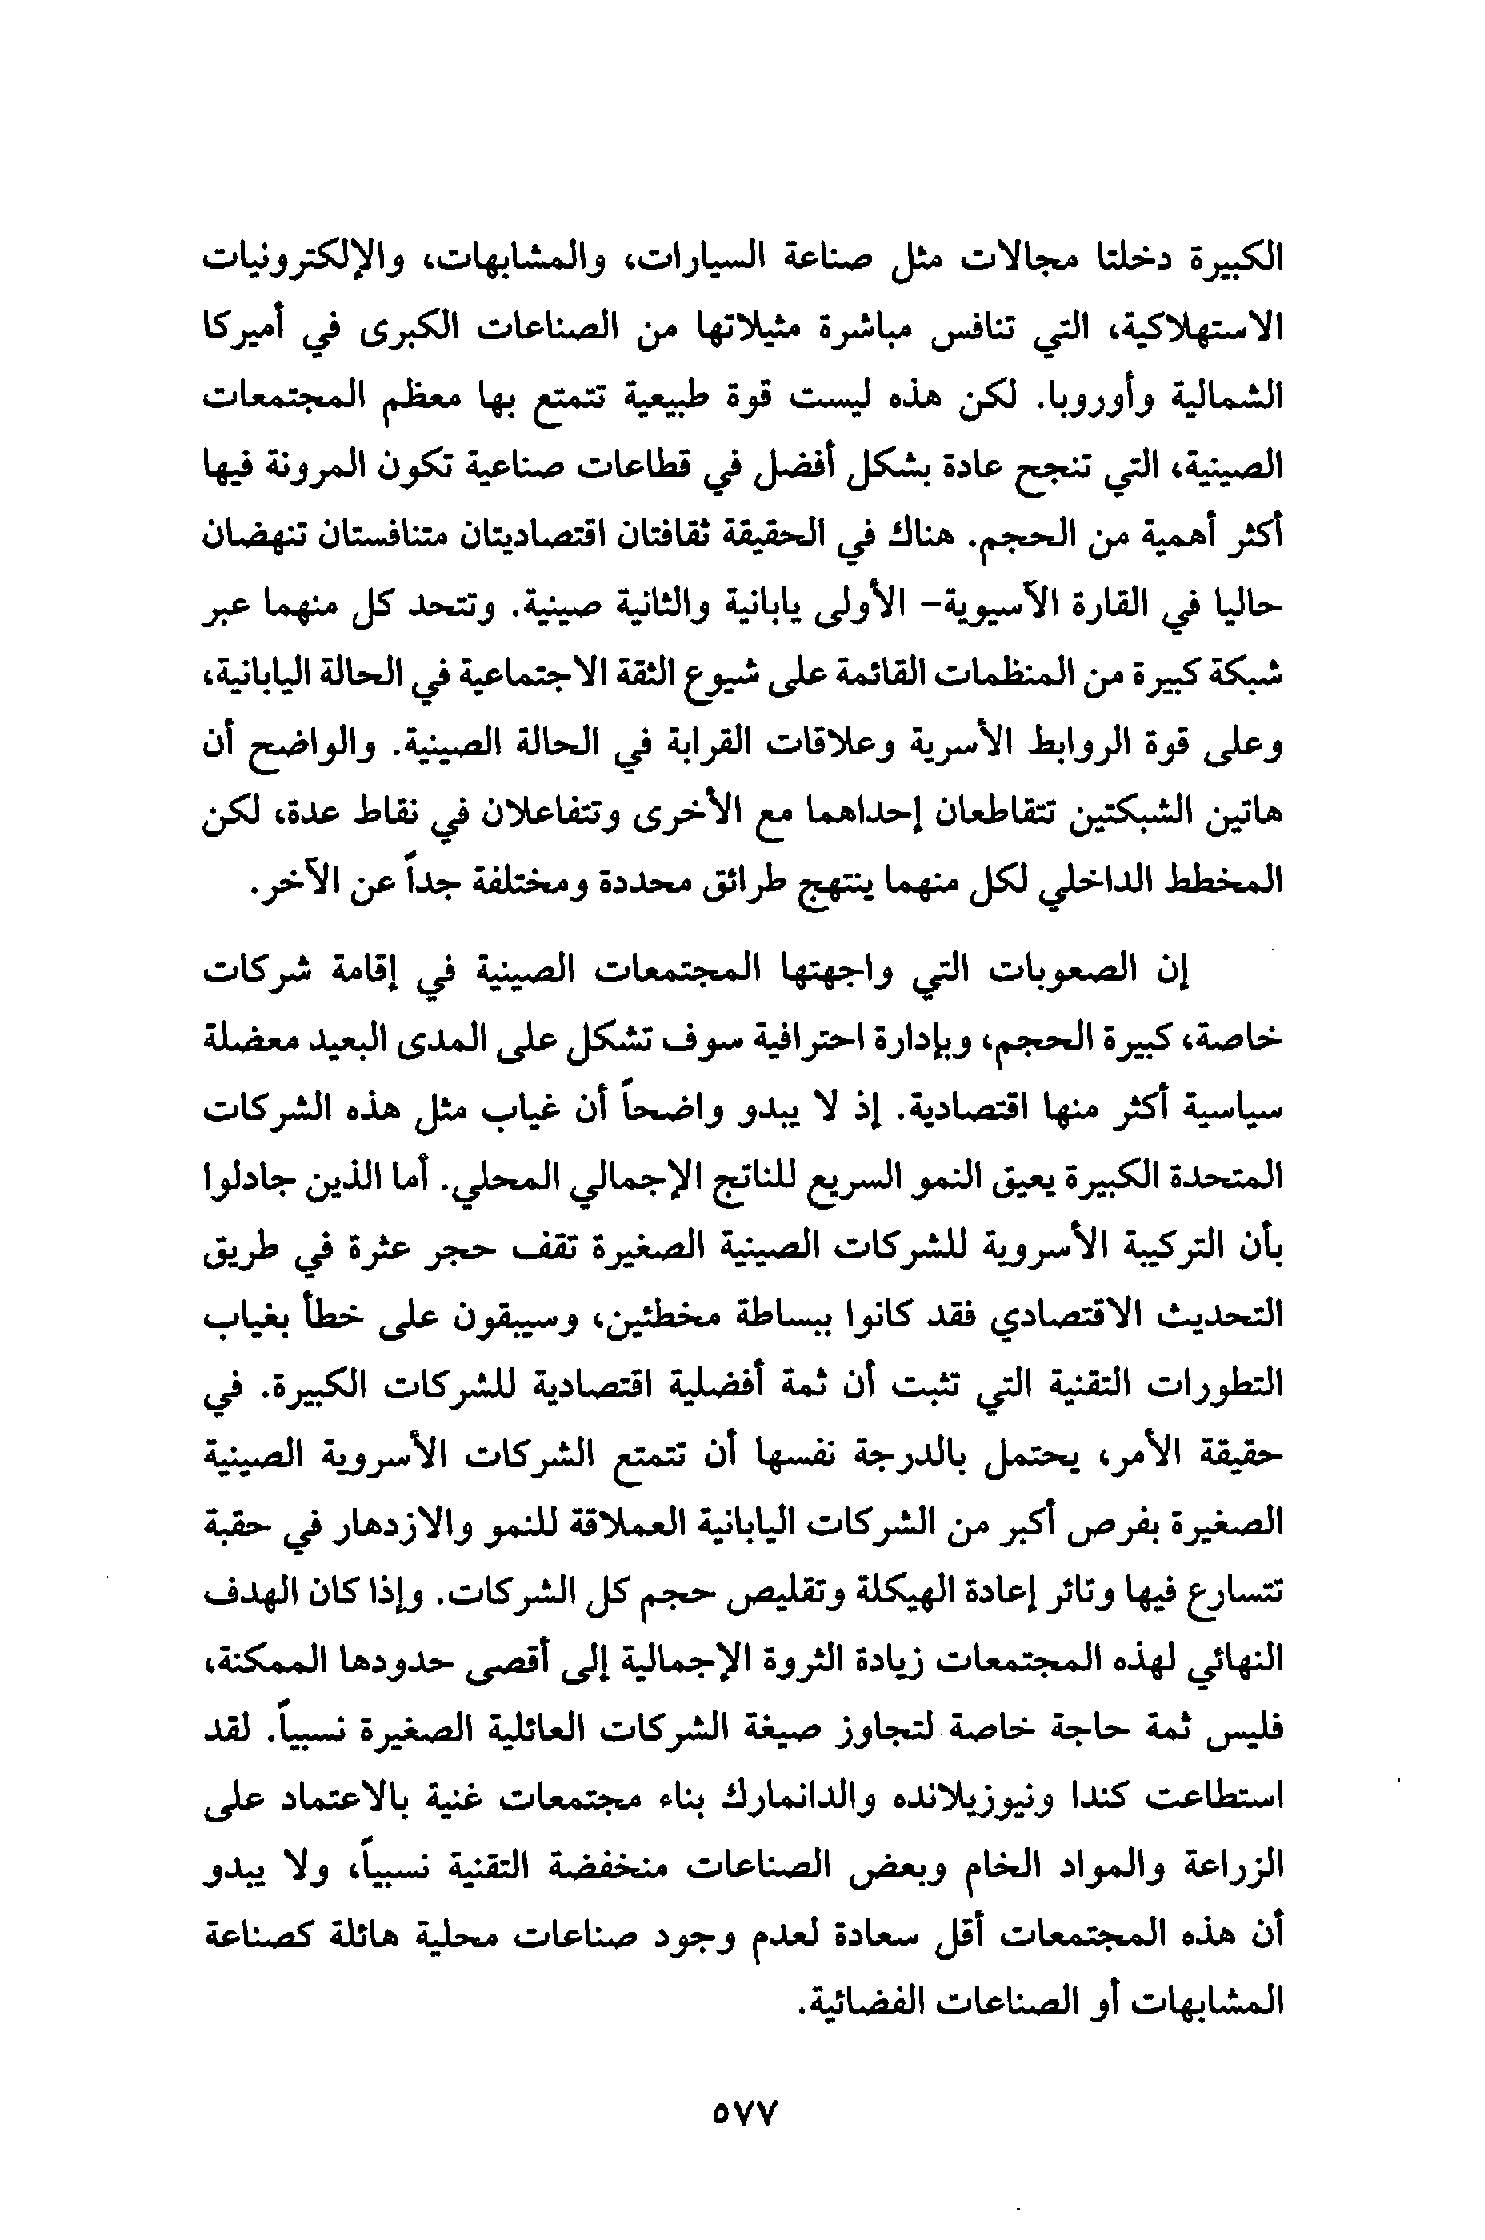 الكبيرة دخلتا مجالات مثل صناعة السيارات، والمشابهات، والإلكترونيات
الاستهلاكية، التي تنافس مباشرة مثيلاتها من الصناعات الكبرى في أميركا
الشمالية وأوروبا. لكن هذه ليست قوة طبيعية تتمتع بها معظم المجتمعات
الصينية، التي تنجح عادة بشكل أفضل في قطاعات صناعية تكون المرونة فيها
أكثر أهمية من الحجم. هناك في الحقيقة ثقافتان اقتصاديتان متنافستان تنهضان
حاليا في القارة الآسيوية- الأولى يابانية والثانية صينية. وتتحد كل منهما عبر
شبكة كبيرة من المنظمات القائمة على شيوع الثقة الاجتماعية في الحالة اليابانية،
وعلى قوة الروابط الأسرية وعلاقات القرابة في الحالة الصينية. والواضح أن
هاتين الشبكتين تتقاطعان إحداهما مع الأخرى وتتفاعلان في نقاط عدة، لكن
المخطط الداخلي لكل منهما ينتهج طرائق محددة ومختلفة جداً عن الآخر.
إن الصعوبات التي واجهتها المجتمعات الصينية في إقامة شركات
خاصة، كبيرة الحجم، وبإدارة احترافية سوف تشكل على المدى البعيد معضلة
سياسية أكثر منها اقتصادية. إذ لا يبدو واضحاً أن غياب مثل هذه الشركات
المتحدة الكبيرة يعيق النمو السريع للناتج الإجمالي المحلي. أما الذين جادلوا
بأن التركيبة الأسروية للشركات الصينية الصغيرة تقف حجر عثرة في طريق
التحديث الاقتصادي فقد كانوا ببساطة مخطئين، وسيبقون على خطأ بغياب
التطورات التقنية التي تثبت أن ثمة أفضلية اقتصادية للشركات الكبيرة. في
حقيقة الأمر، يحتمل بالدرجة نفسها أن تتمتع الشركات الأسروية الصينية
الصغيرة بفرص أكبر من الشركات اليابانية العملاقة للنمو والازدهار في حقبة
تتسارع فيها وتائر إعادة الهيكلة وتقليص حجم كل الشركات. وإذا كان الهدف
النهائي لهذه المجتمعات زيادة الثروة الإجمالية إلى أقصى حدودها الممكنة،
فليس ثمة حاجة خاصة لتجاوز صيغة الشركات العائلية الصغيرة نسبياً. لقد
استطاعت كندا ونيوزيلانده والدانمارك بناء مجتمعات غنية بالاعتماد على
الزراعة والمواد الخام وبعض الصناعات منخفضة التقنية نسبياً، ولا يبدو
أن هذه المجتمعات أقل سعادة لعدم وجود صناعات محلية هائلة كصناعة
المشابهات أو الصناعات الفضائية.
٥٧٧